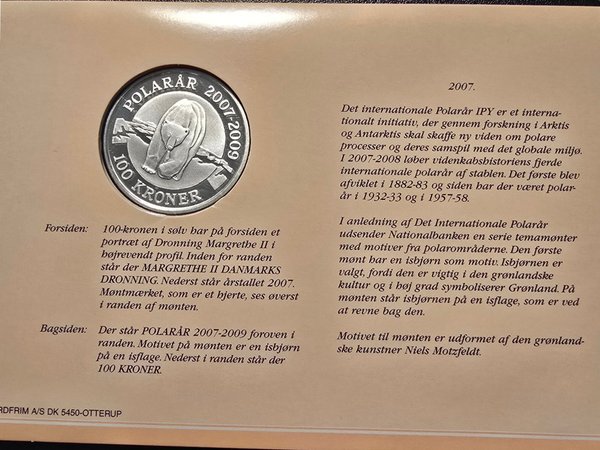 POLARÅR 2007-2009
100 KRONER
Forsiden: 100-kronen i sølv har på forsiden et
portræt af Dronning Margrethe II i
højrevendt profil. Inden for randen
står der MARGRETHE II DANMARKS
DRONNING. Nederst står årstallet 2007.
Møntmærket, som er et hjerte, ses øverst
i randen af mønten.
Bagsiden: Der står POLARÅR 2007-2009 foroven i
randen. Motivet på mønten er en isbjørn
på en isflage. Nederst i randen står der
100 KRONER.
RDFRIM A/S DK 5450-OTTERUP
2007.
Det internationale Polarår IPY er et interna-
tionalt initiativ, der gennem forskning i Arktis
og Antarktis skal skaffe ny viden om polare
processer og deres samspil med det globale miljø.
I 2007-2008 løber videnkabshistoriens fjerde
internationale polarår af stablen. Det første blev
afviklet i 1882-83 og siden har der været polar-
år i 1932-33 og i 1957-58.
I anledning af Det Internationale Polarår
udsender Nationalbanken en serie temamønter
med motiver fra polarområderne. Den første
mønt har en isbjørn som motiv. Isbjørnen er
valgt, fordi den er vigtig i den grønlandske
kultur og i høj grad symboliserer Grønland. På
mønten står isbjørnen på en isflage, som er ved
at revne bag den.
Motivet til mønten er udformet af den grønland-
ske kunstner Niels Motzfeldt.